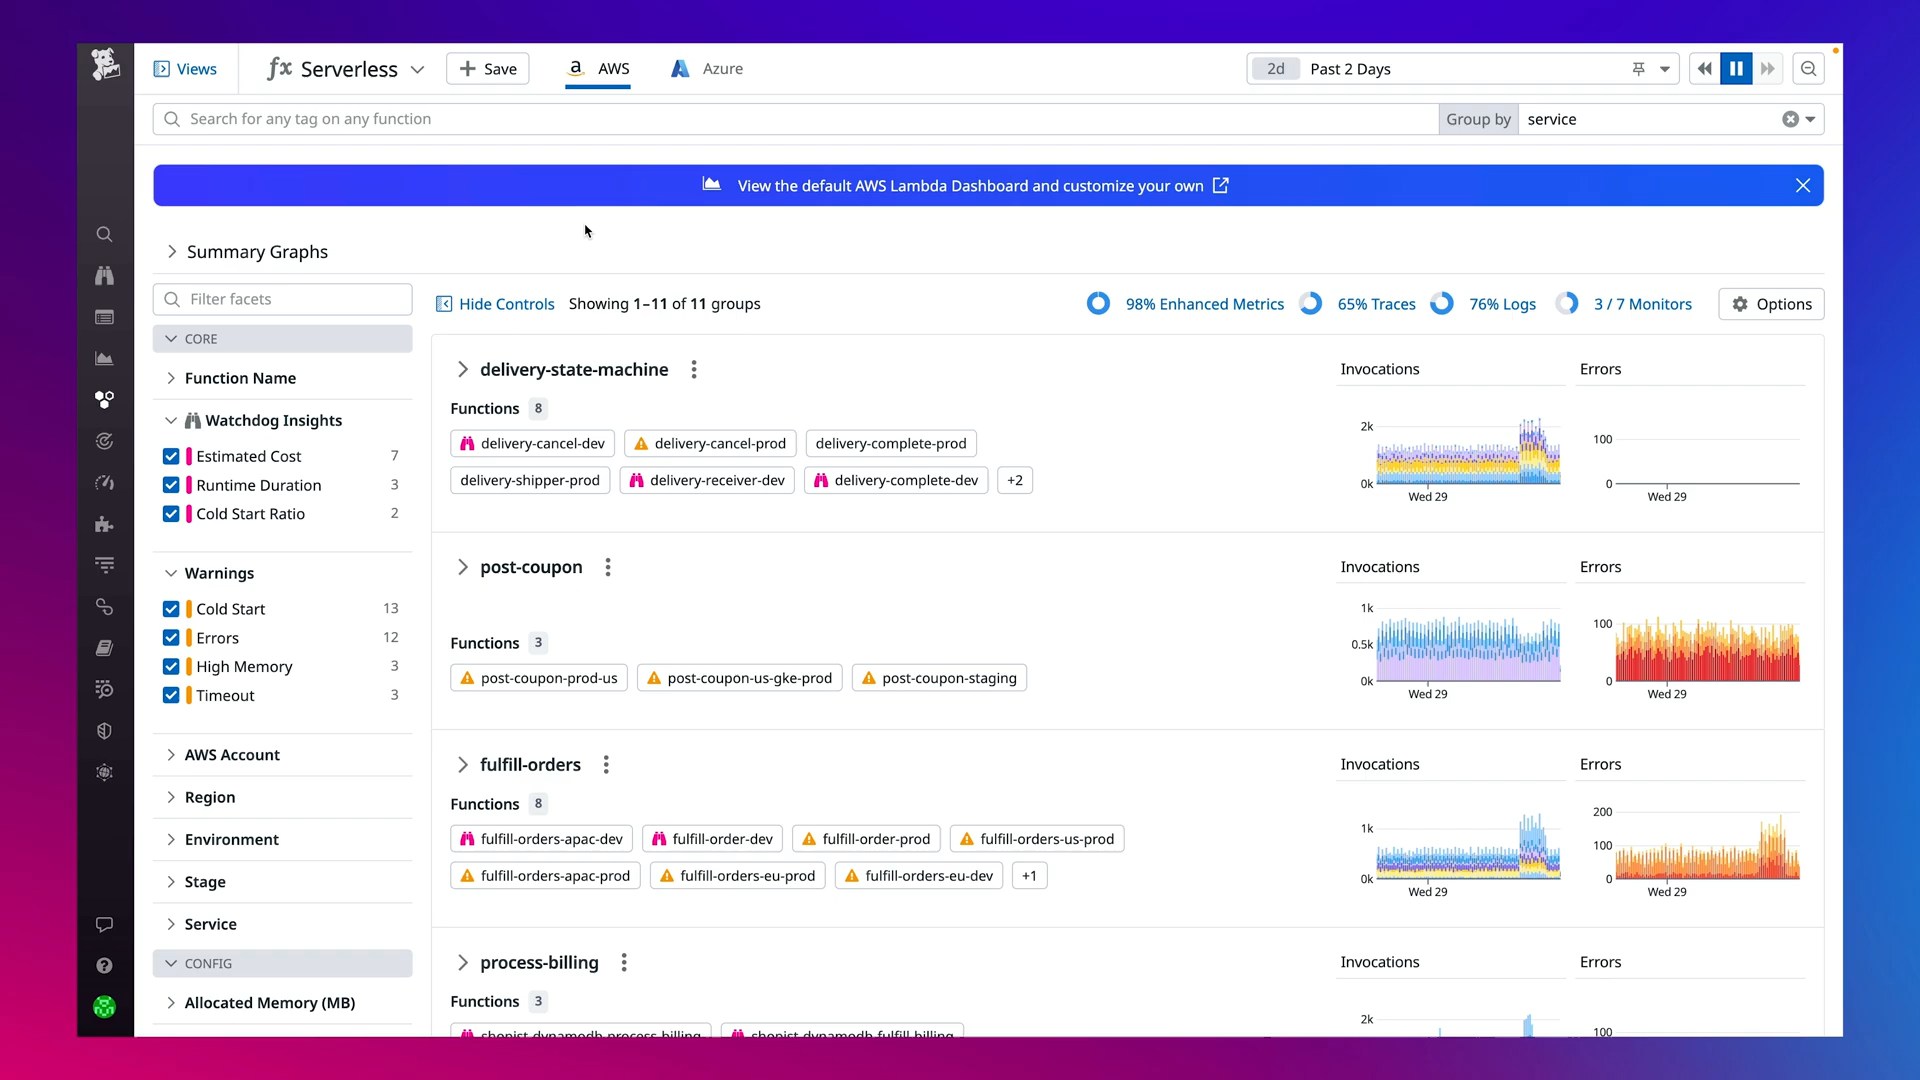 Views
fx Serverless
+ Save
AWS
Azure
2d Past 2 Days
Search for any tag on any function
Group by service
View the default AWS Lambda Dashboard and customize your own
Summary Graphs
Filter facets
Hide Controls
Showing 1–11 of 11 groups
98% Enhanced Metrics
65% Traces
76% Logs
3 / 7 Monitors
Options
CORE
Function Name
Watchdog Insights
Estimated Cost 7
Runtime Duration 3
Cold Start Ratio 2
Warnings
Cold Start 13
Errors 12
High Memory 3
Timeout 3
AWS Account
Region
Environment
Stage
Service
CONFIG
Allocated Memory (MB)
delivery-state-machine
Functions 8
delivery-cancel-dev
delivery-cancel-prod
delivery-complete-prod
delivery-shipper-prod
delivery-receiver-dev
delivery-complete-dev
+2
Invocations
2k
0k
Wed 29
Errors
100
0
Wed 29
post-coupon
Functions 3
post-coupon-prod-us
post-coupon-us-gke-prod
post-coupon-staging
Invocations
1k
0.5k
0k
Wed 29
Errors
100
0
Wed 29
fulfill-orders
Functions 8
fulfill-orders-apac-dev
fulfill-order-dev
fulfill-order-prod
fulfill-orders-us-prod
fulfill-orders-apac-prod
fulfill-orders-eu-prod
fulfill-orders-eu-dev
+1
Invocations
1k
0k
Wed 29
Errors
200
100
0
Wed 29
process-billing
Functions 3
shopist-dynamodb-process-billing
shopist-dynamodb-fulfill-billing
Invocations
2k
Errors
100